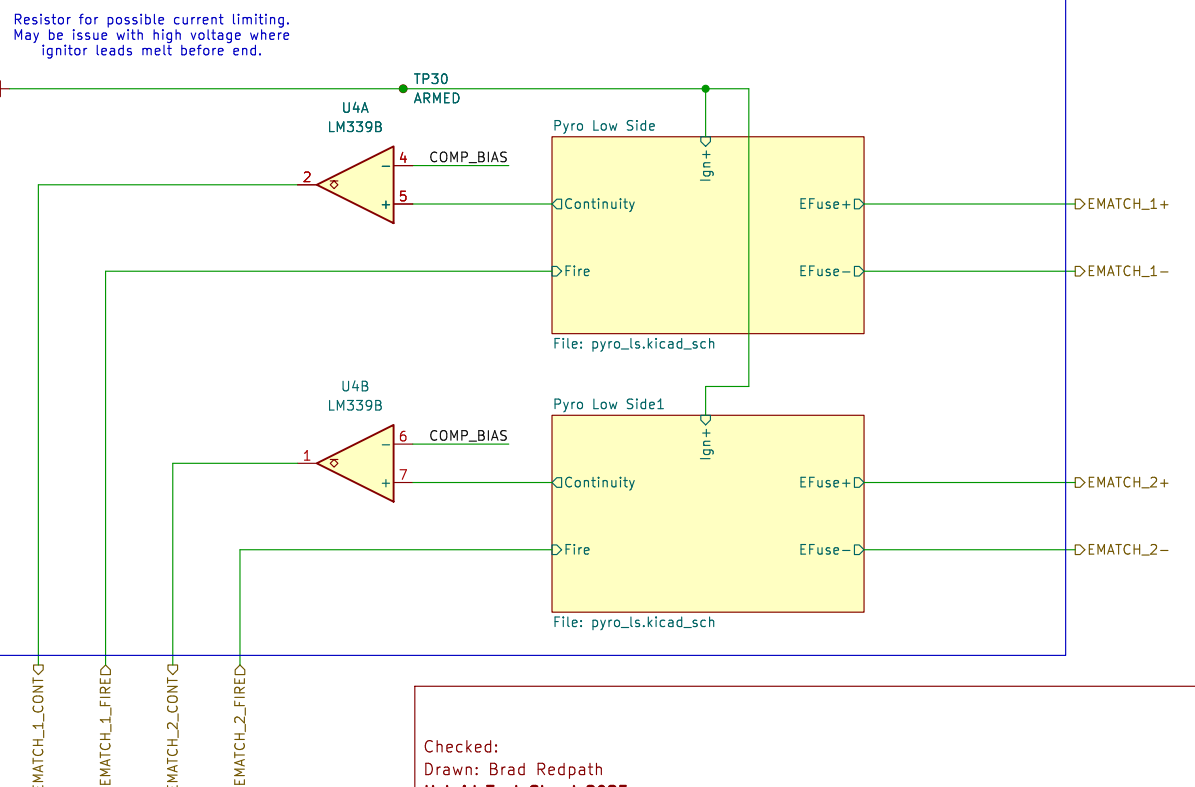 Resistor for possible current limiting.
May be issue with high voltage where
ignitor leads melt before end.
TP30
ARMED
U4A
LM339B
Pyro Low Side
4
COMP_BIAS
Ign+
2
5
Continuity
EFuse+
EMATCH_1+
Fire
EFuse-
EMATCH_1-
File: pyro_ls.kicad_sch
U4B
LM339B
Pyro Low Side1
6
COMP_BIAS
Ign+
1
7
Continuity
EFuse+
EMATCH_2+
Fire
EFuse-
EMATCH_2-
File: pyro_ls.kicad_sch
EMATCH_1_CONT
EMATCH_1_FIRE
EMATCH_2_CONT
EMATCH_2_FIRE
Checked:
Drawn: Brad Redpath